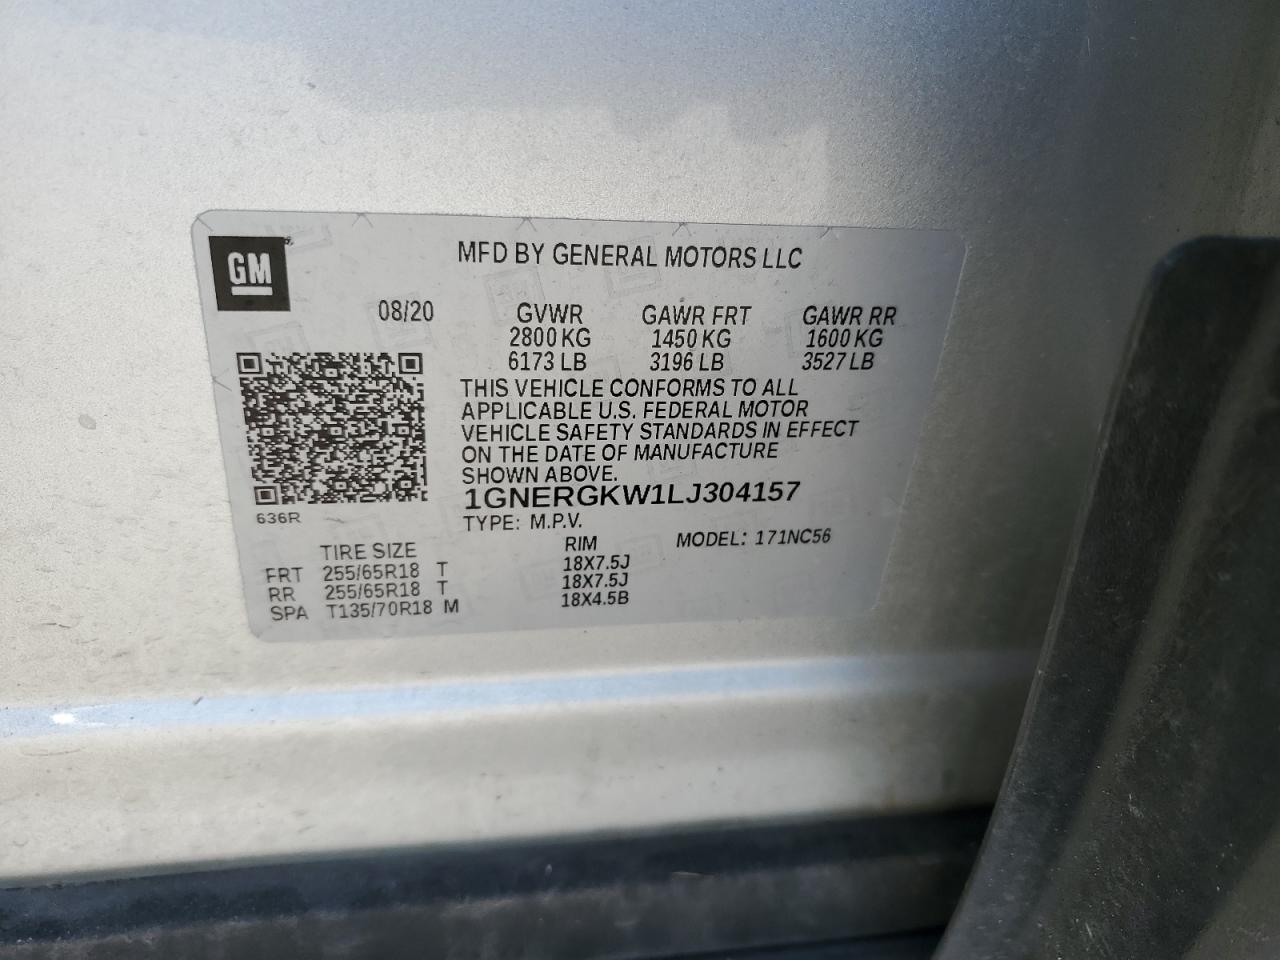 GM
MFD BY GENERAL MOTORS LLC
08/20 GVWR GAWR FRT GAWR RR
2800 KG 1450 KG 1600 KG
6173 LB 3196 LB 3527 LB
THIS VEHICLE CONFORMS TO ALL
APPLICABLE U.S. FEDERAL MOTOR
VEHICLE SAFETY STANDARDS IN EFFECT
ON THE DATE OF MANUFACTURE
SHOWN ABOVE.
1GNERGKW1LJ304157
636R
TYPE: M.P.V. MODEL: 171NC56
TIRE SIZE RIM
FRT 255/65R18 T 18X7.5J
RR 255/65R18 T 18X7.5J
SPA T135/70R18 M 18X4.5B